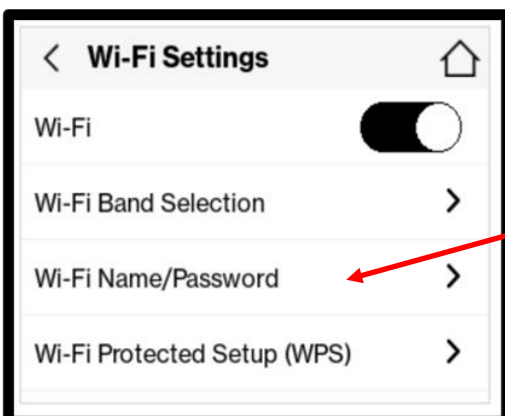 Wi-Fi Settings
Wi-Fi
Wi-Fi Band Selection
Wi-Fi Name/Password
Wi-Fi Protected Setup (WPS)